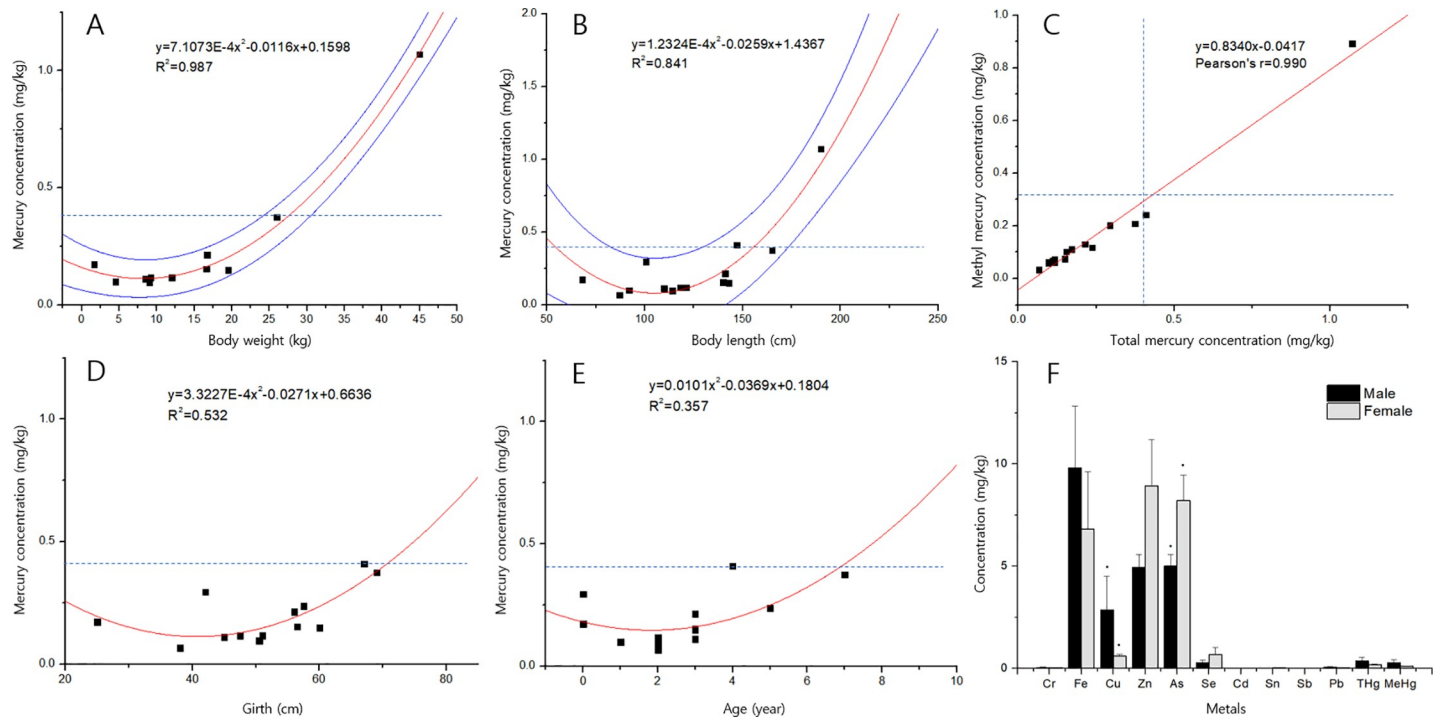 A
y=7.1073E-4x²-0.0116x+0.1598
R²=0.987
Mercury concentration (mg/kg)
1.0
0.5
0.0
0 5 10 15 20 25 30 35 40 45 50
Body weight (kg)
B
y=1.2324E-4x²-0.0259x+1.4367
R²=0.841
Mercury concentration (mg/kg)
2.0
1.5
1.0
0.5
0.0
50 100 150 200 250
Body length (cm)
C
y=0.8340x-0.0417
Pearson's r=0.990
Methyl mercury concentration (mg/kg)
1.0
0.8
0.6
0.4
0.2
0.0
0.0 0.5 1.0
Total mercury concentration (mg/kg)
D
y=3.3227E-4x²-0.0271x+0.6636
R²=0.532
Mercury concentration (mg/kg)
1.0
0.5
0.0
20 40 60 80
Girth (cm)
E
y=0.0101x²-0.0369x+0.1804
R²=0.357
Mercury concentration (mg/kg)
1.0
0.5
0.0
0 2 4 6 8 10
Age (year)
F
Male
Female
Concentration (mg/kg)
15
10
5
0
Cr Fe Cu Zn As Se Cd Sn Sb Pb THg MeHg
Metals